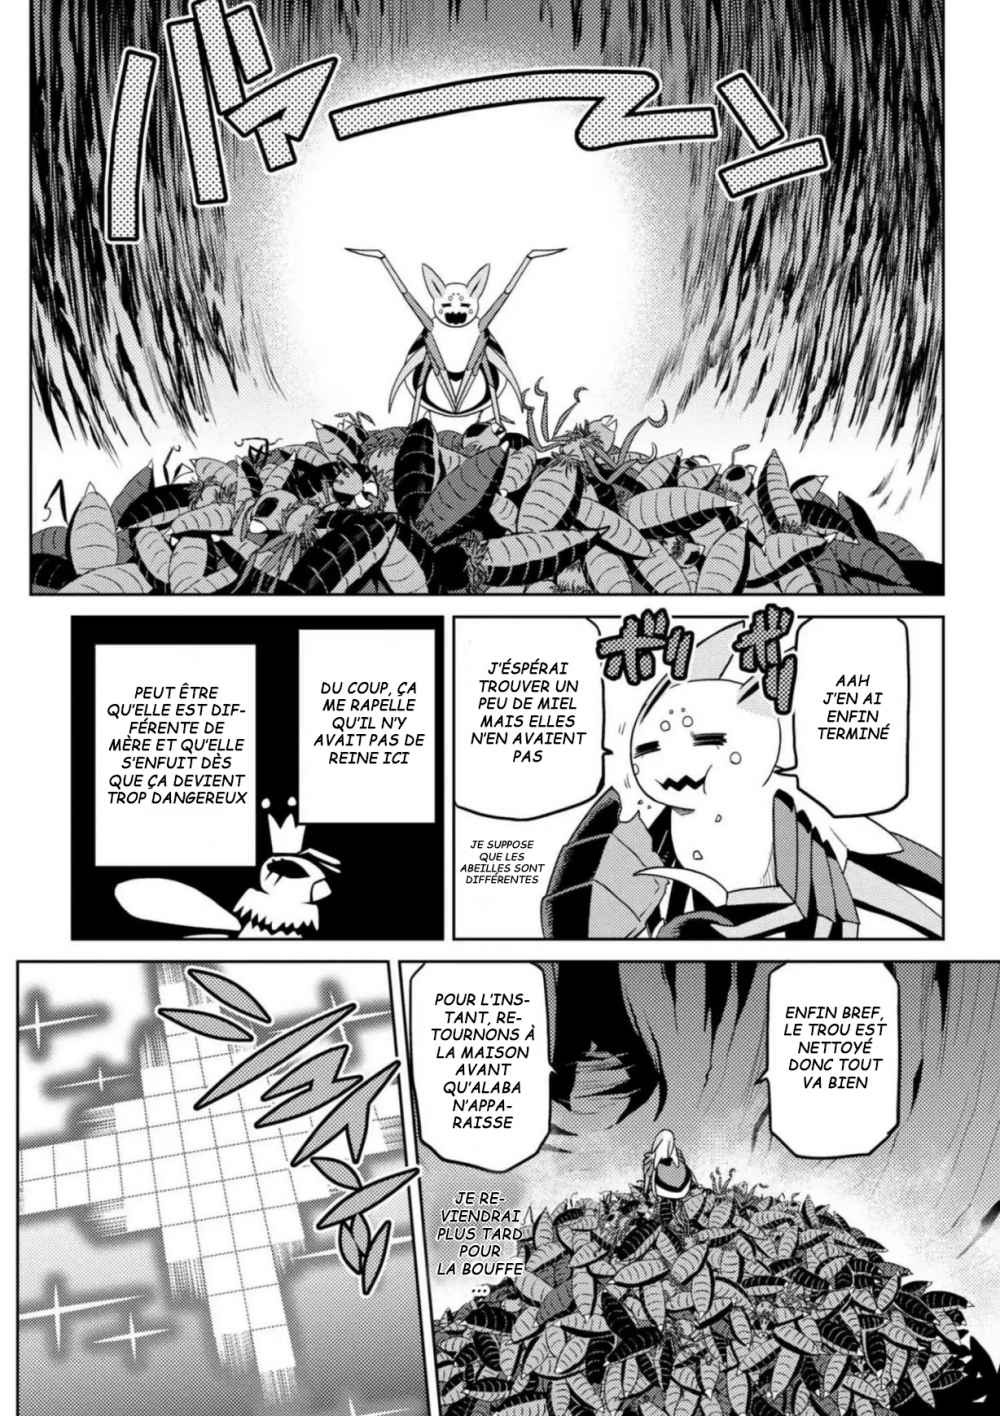 バァーン
AAH
J'EN AI
ENFIN
TERMINÉ
ボリ
ボリ
J'ÉSPÉRAI
TROUVER UN
PEU DE MIEL
MAIS ELLES
N'EN AVAIENT
PAS
JE SUPPOSE
QUE LES
ABEILLES SONT
DIFFÉRENTES
DU COUP, ÇA
ME RAPELLE
QU'IL N'Y
AVAIT PAS DE
REINE ICI
PEUT ÊTRE
QU'ELLE EST DIF-
FÉRENTE DE
MÈRE ET QU'ELLE
S'ENFUIT DÈS
QUE ÇA DEVIENT
TROP DANGEREUX
ENFIN BREF,
LE TROU EST
NETTOYÉ
DONC TOUT
VA BIEN
POUR L'INS-
TANT, RE-
TOURNONS À
LA MAISON
AVANT
QU'ALABA
N'APPA-
RAISSE
JE RE-
VIENDRAI
PLUS TARD
POUR
LA BOUFFE
...